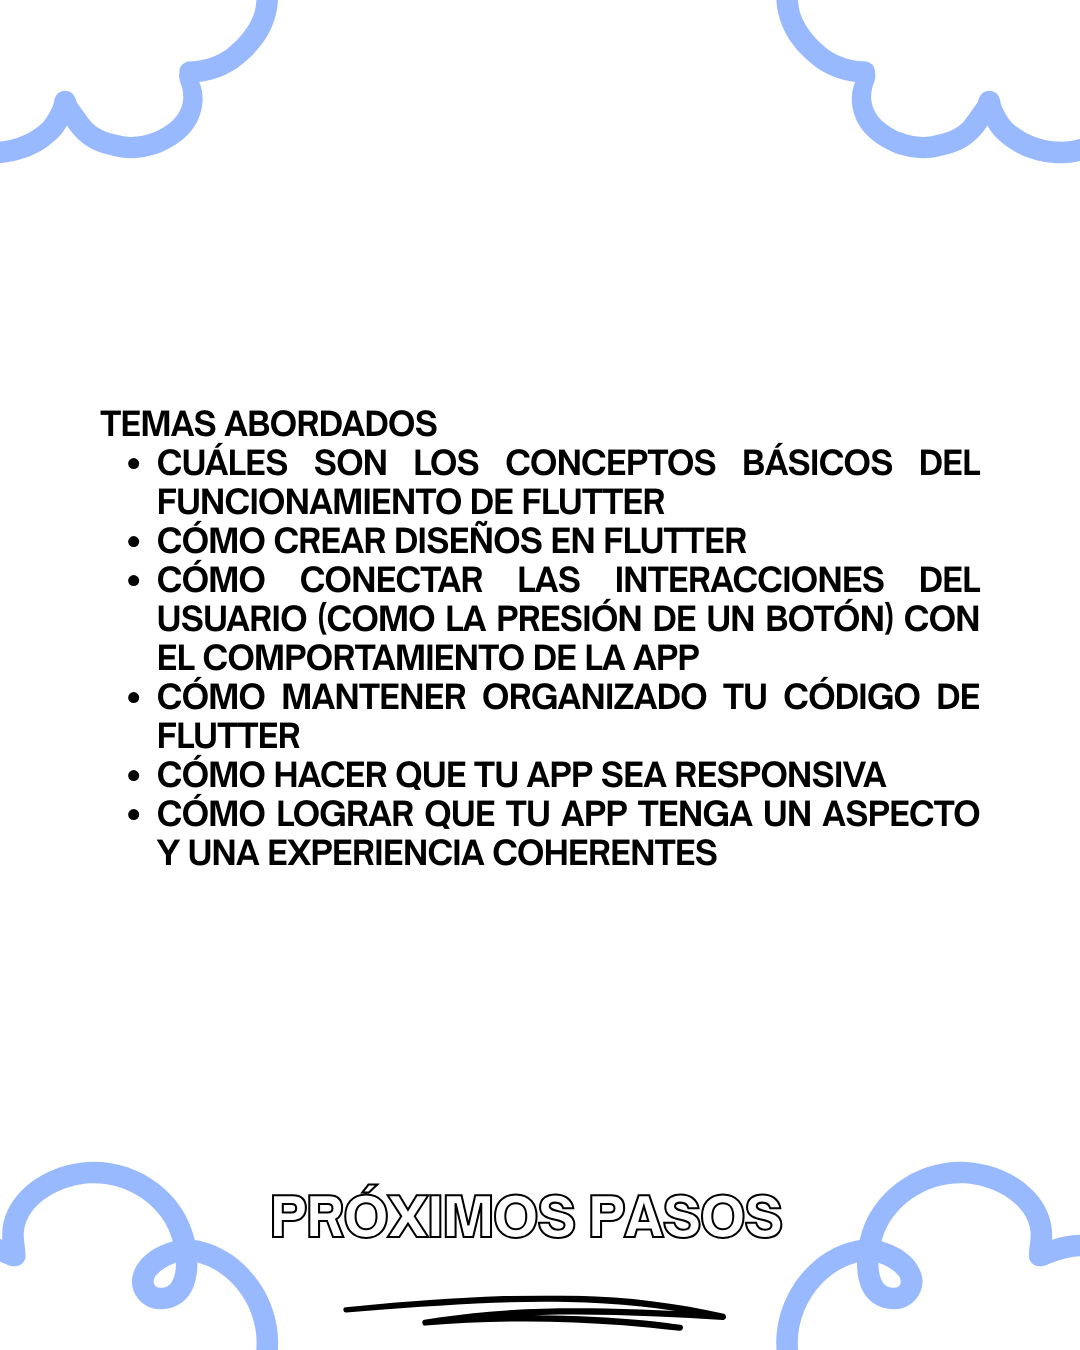 TEMAS ABORDADOS
• CUÁLES SON LOS CONCEPTOS BÁSICOS DEL
FUNCIONAMIENTO DE FLUTTER
• CÓMO CREAR DISEÑOS EN FLUTTER
• CÓMO CONECTAR LAS INTERACCIONES DEL
USUARIO (COMO LA PRESIÓN DE UN BOTÓN) CON
EL COMPORTAMIENTO DE LA APP
• CÓMO MANTENER ORGANIZADO TU CÓDIGO DE
FLUTTER
• CÓMO HACER QUE TU APP SEA RESPONSIVA
• CÓMO LOGRAR QUE TU APP TENGA UN ASPECTO
Y UNA EXPERIENCIA COHERENTES
PRÓXIMOS PASOS